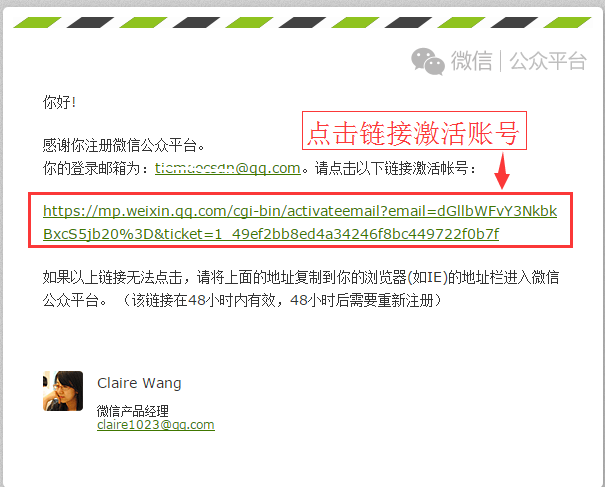 微信 | 公众平台
你好!
点击链接激活账号
感谢你注册微信公众平台。
你的登录邮箱为：tiemaocsdn@qq.com。请点击以下链接激活帐号：
https://mp.weixin.qq.com/cgi-bin/activateemail?email=dGllbWFvY3Nkbk
BxcS5jb20%3D&ticket=1_49ef2bb8ed4a34246f8bc449722f0b7f
如果以上链接无法点击，请将上面的地址复制到你的浏览器(如IE)的地址栏进入微信
公众平台。（该链接在48小时内有效，48小时后需要重新注册）
Claire Wang
微信产品经理
claire1023@qq.com